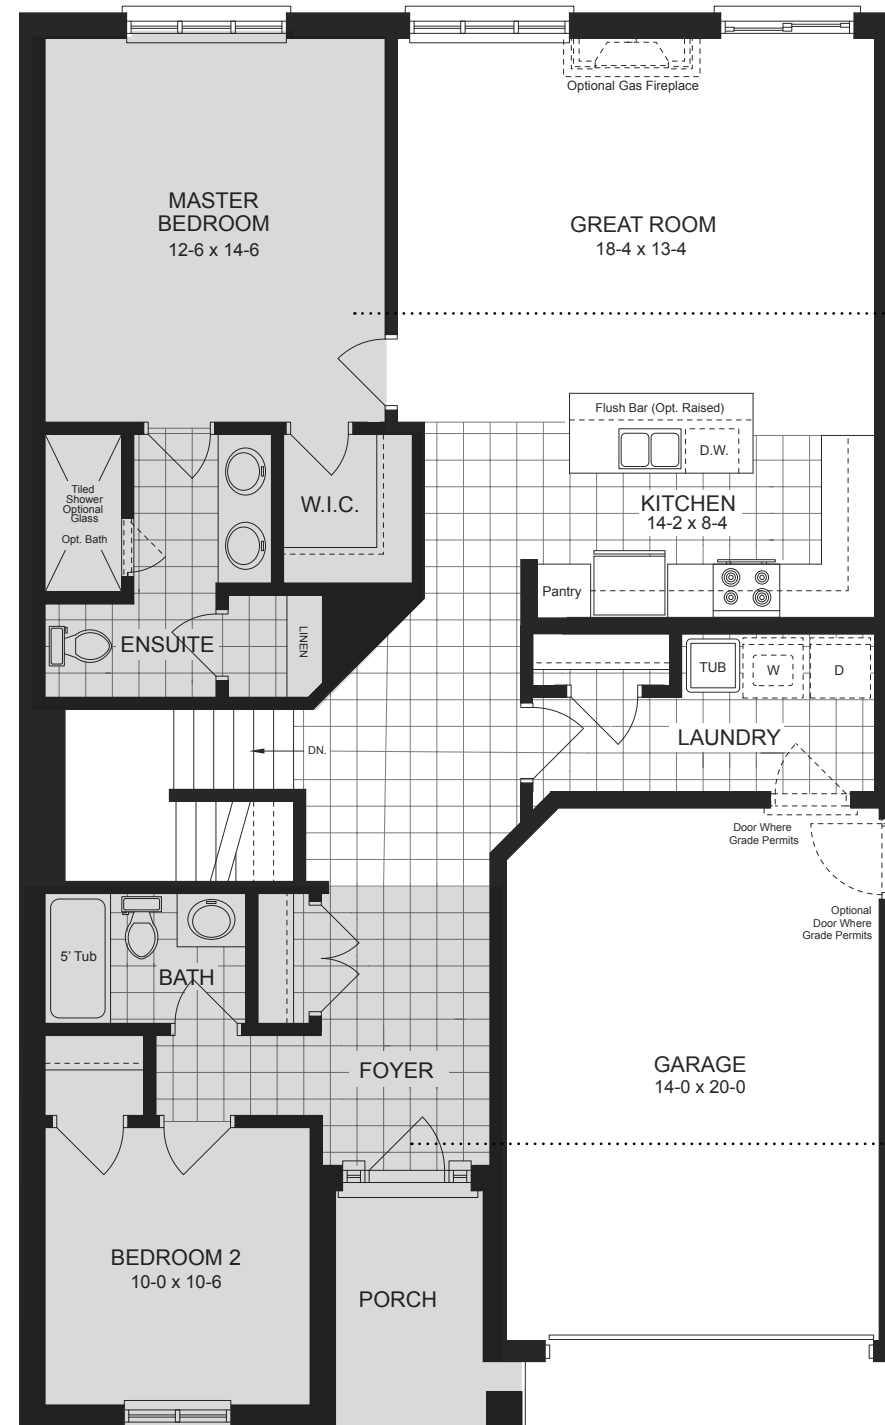 Optional Gas Fireplace
MASTER
BEDROOM
12-6 x 14-6
GREAT ROOM
18-4 x 13-4
Flush Bar (Opt. Raised)
D.W.
Tiled
Shower
Optional
Glass
Opt. Bath
W.I.C.
KITCHEN
14-2 x 8-4
Pantry
ENSUITE
LINEN
TUB
W
D
LAUNDRY
DN.
Door Where
Grade Permits
Optional
Door Where
Grade Permits
5' Tub
BATH
FOYER
GARAGE
14-0 x 20-0
BEDROOM 2
10-0 x 10-6
PORCH